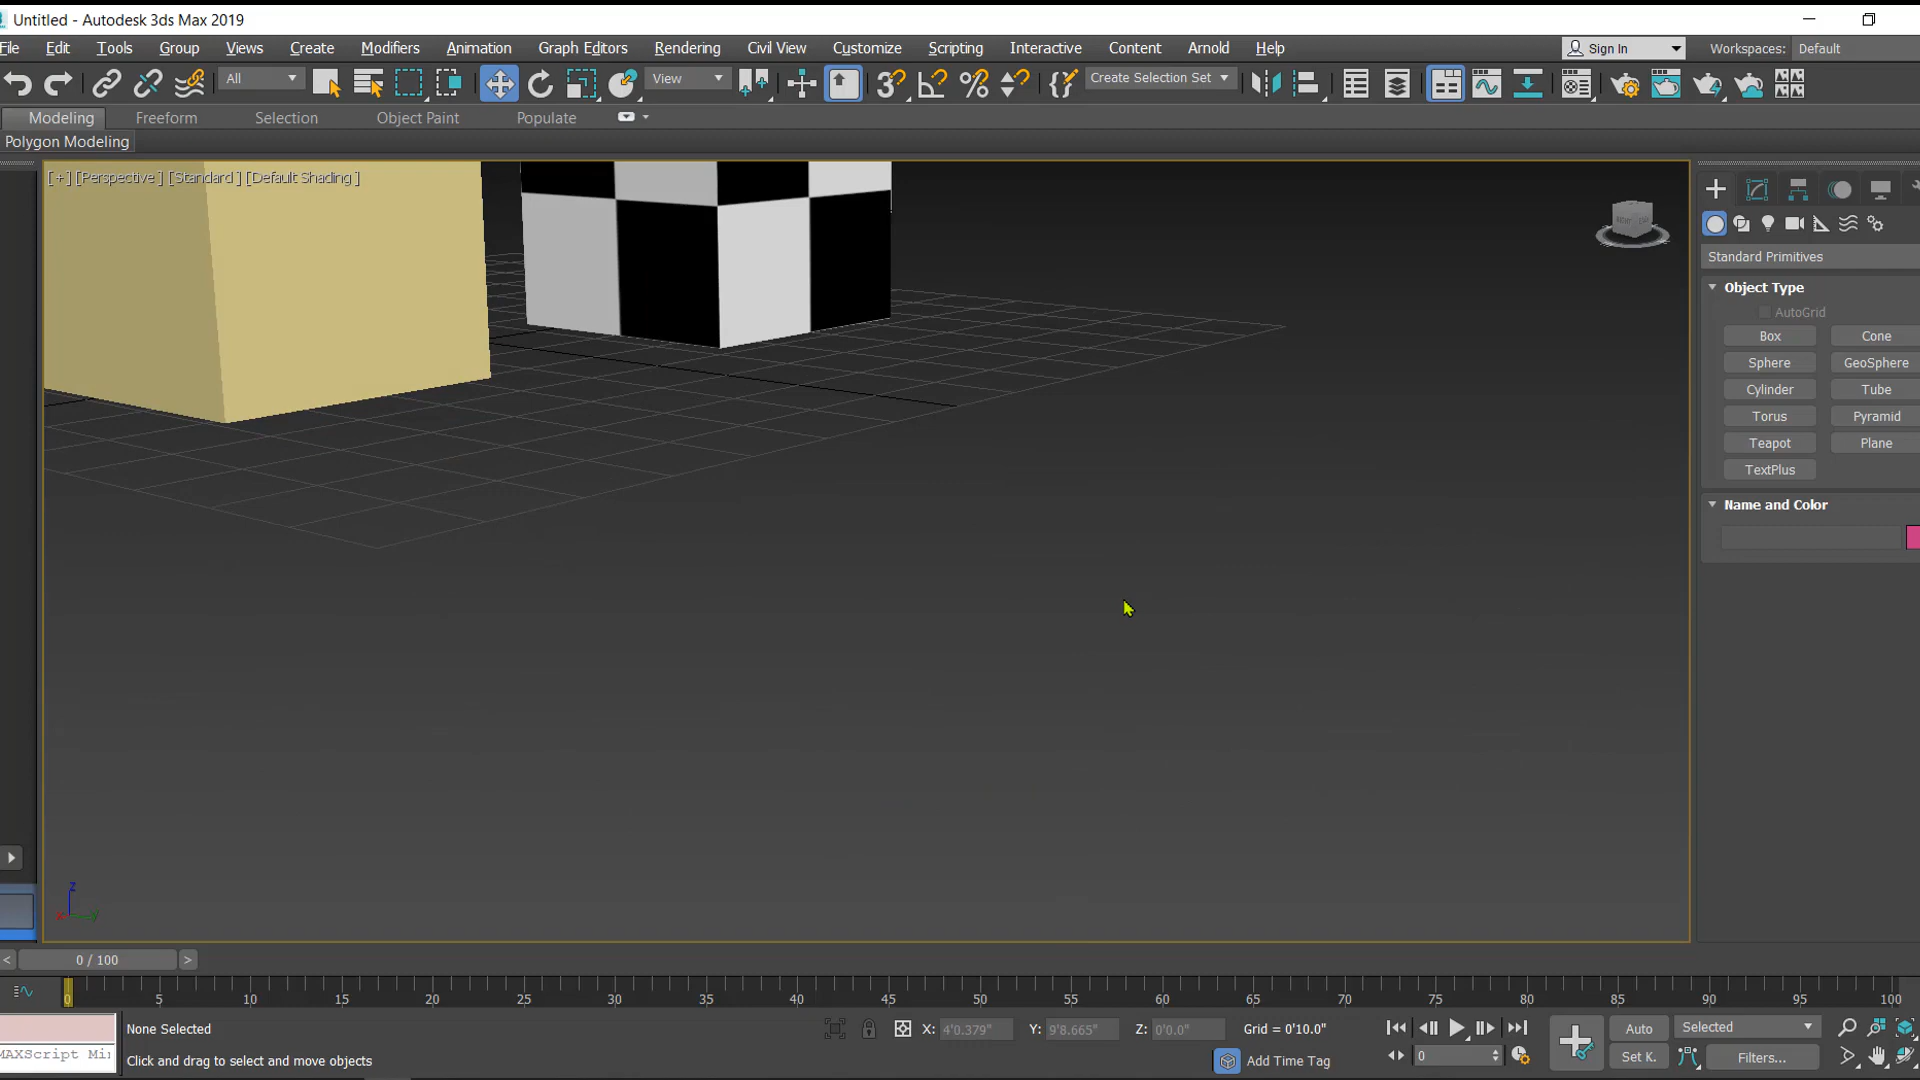 Untitled - Autodesk 3ds Max 2019
File Edit Tools Group Views Create Modifiers Animation Graph Editors Rendering Civil View Customize Scripting Interactive Content Arnold Help Sign In Workspaces: Default
All View Create Selection Set
Modeling Freeform Selection Object Paint Populate
Polygon Modeling
[+] [Perspective] [Standard] [Default Shading]
Standard Primitives
Object Type
AutoGrid
Box Cone
Sphere GeoSphere
Cylinder Tube
Torus Pyramid
Teapot Plane
TextPlus
Name and Color
z
x y
< 0 / 100 >
0 5 10 15 20 25 30 35 40 45 50 55 60 65 70 75 80 85 90 95 100
None Selected X: 4'0.379" Y: 9'8.665" Z: 0'0.0" Grid = 0'10.0" Auto Selected
MAXScript Mi Click and drag to select and move objects Add Time Tag 0 Set K. Filters...